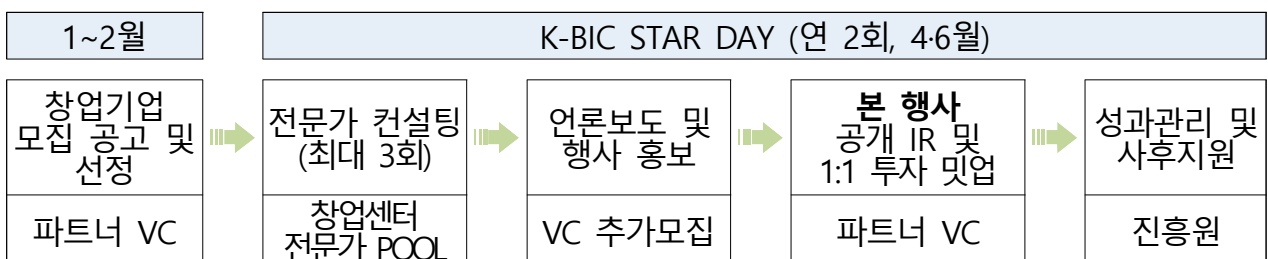 1~2월
K-BIC STAR DAY (연 2회, 4·6월)
창업기업
모집 공고 및
선정
전문가 컨설팅
(최대 3회)
언론보도 및
행사 홍보
본 행사
공개 IR 및
1:1 투자 밋업
성과관리 및
사후지원
파트너 VC
창업센터
전문가 POOL
VC 추가모집
파트너 VC
진흥원